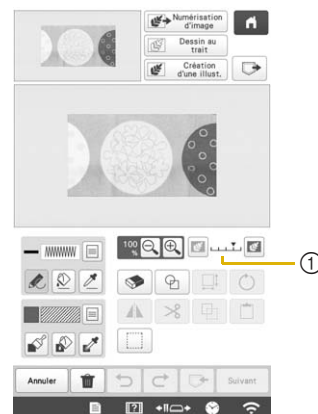 Numérisation
d'image
Dessin au
trait
Création
d'une illust.
100
%
1
Annuler
Suivant